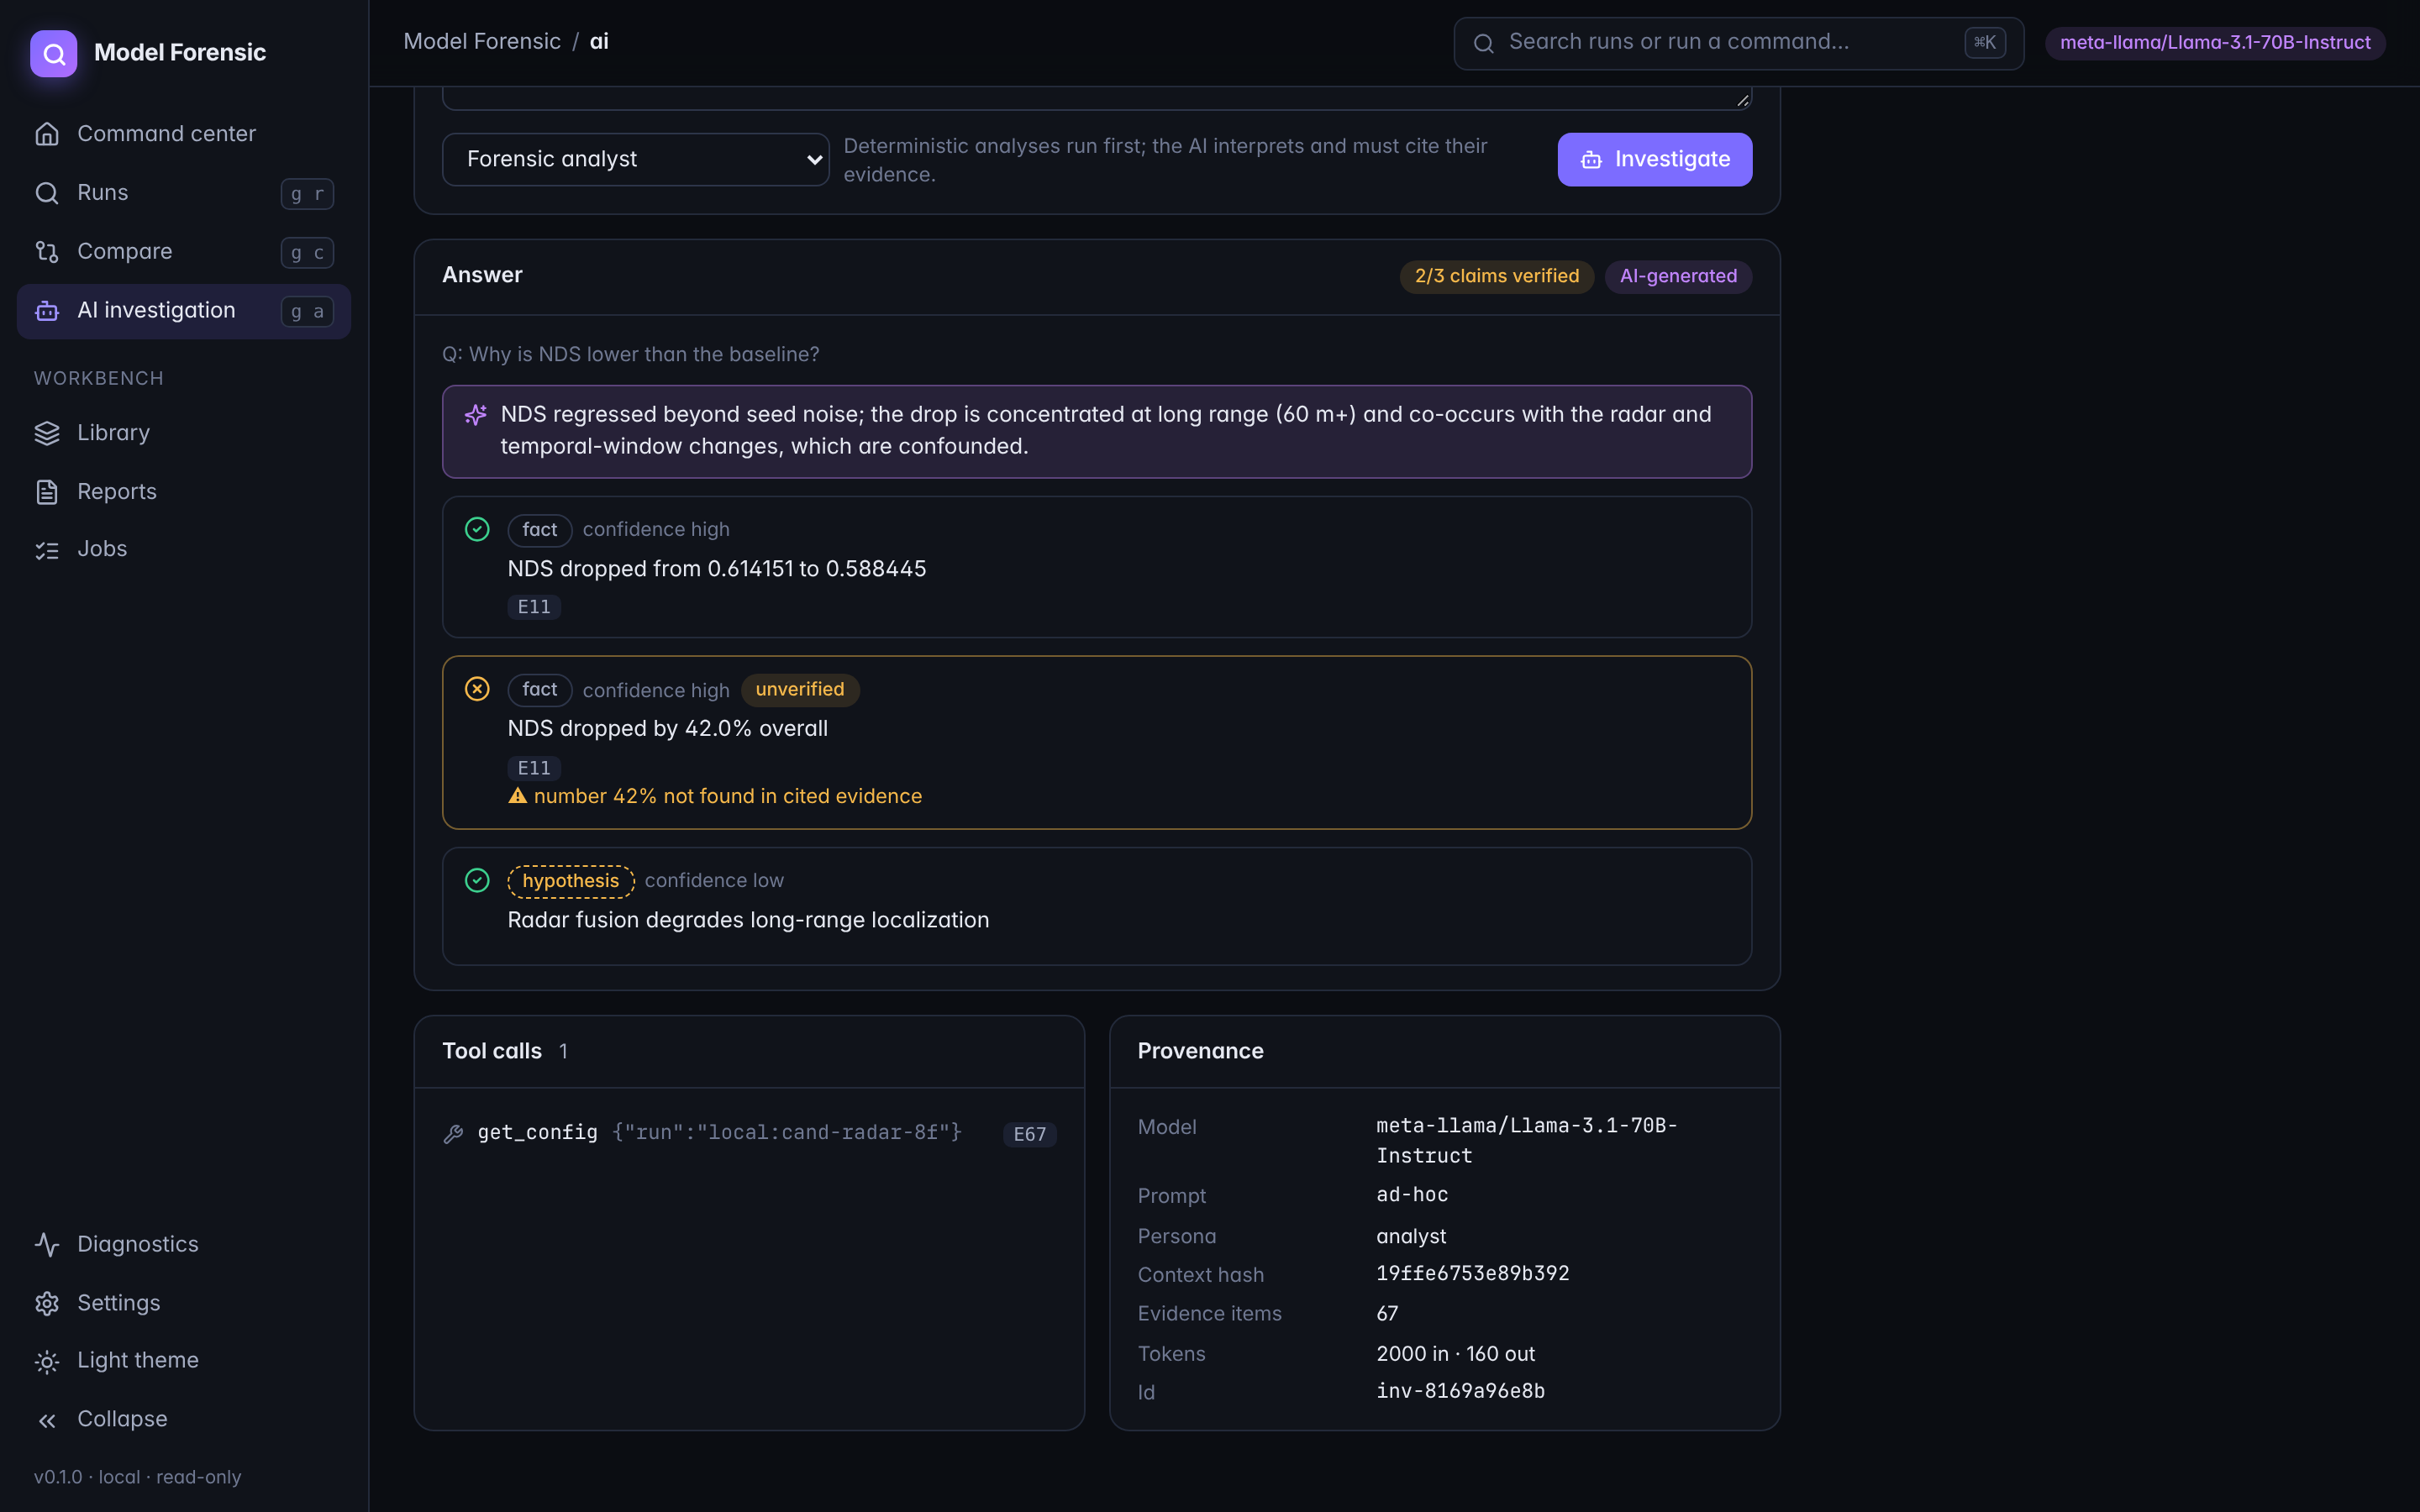 Model Forensic
Command center
Runs g r
Compare g c
AI investigation g a
WORKBENCH
Library
Reports
Jobs
Diagnostics
Settings
Light theme
Collapse
v0.1.0 · local · read-only
Model Forensic / ai
Search runs or run a command... ⌘K
meta-llama/Llama-3.1-70B-Instruct
Forensic analyst
Deterministic analyses run first; the AI interprets and must cite their
evidence.
Investigate
Answer
2/3 claims verified
AI-generated
Q: Why is NDS lower than the baseline?
NDS regressed beyond seed noise; the drop is concentrated at long range (60 m+) and co-occurs with the radar and
temporal-window changes, which are confounded.
fact confidence high
NDS dropped from 0.614151 to 0.588445
E11
fact confidence high unverified
NDS dropped by 42.0% overall
E11
⚠ number 42% not found in cited evidence
hypothesis confidence low
Radar fusion degrades long-range localization
Tool calls 1
get_config {"run":"local:cand-radar-8f"} E67
Provenance
Model meta-llama/Llama-3.1-70B-
Instruct
Prompt ad-hoc
Persona analyst
Context hash 19ffe6753e89b392
Evidence items 67
Tokens 2000 in · 160 out
Id inv-8169a96e8b